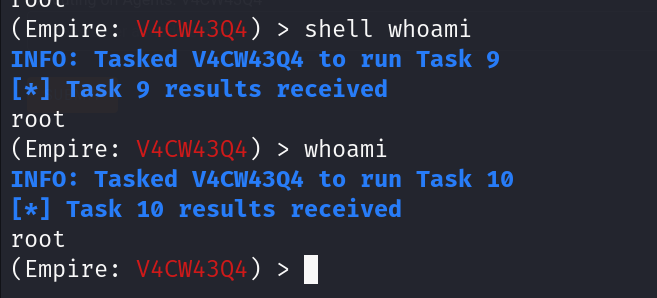 root
(Empire: V4CW43Q4) > shell whoami
INFO: Tasked V4CW43Q4 to run Task 9
[*] Task 9 results received
root
(Empire: V4CW43Q4) > whoami
INFO: Tasked V4CW43Q4 to run Task 10
[*] Task 10 results received
root
(Empire: V4CW43Q4) >